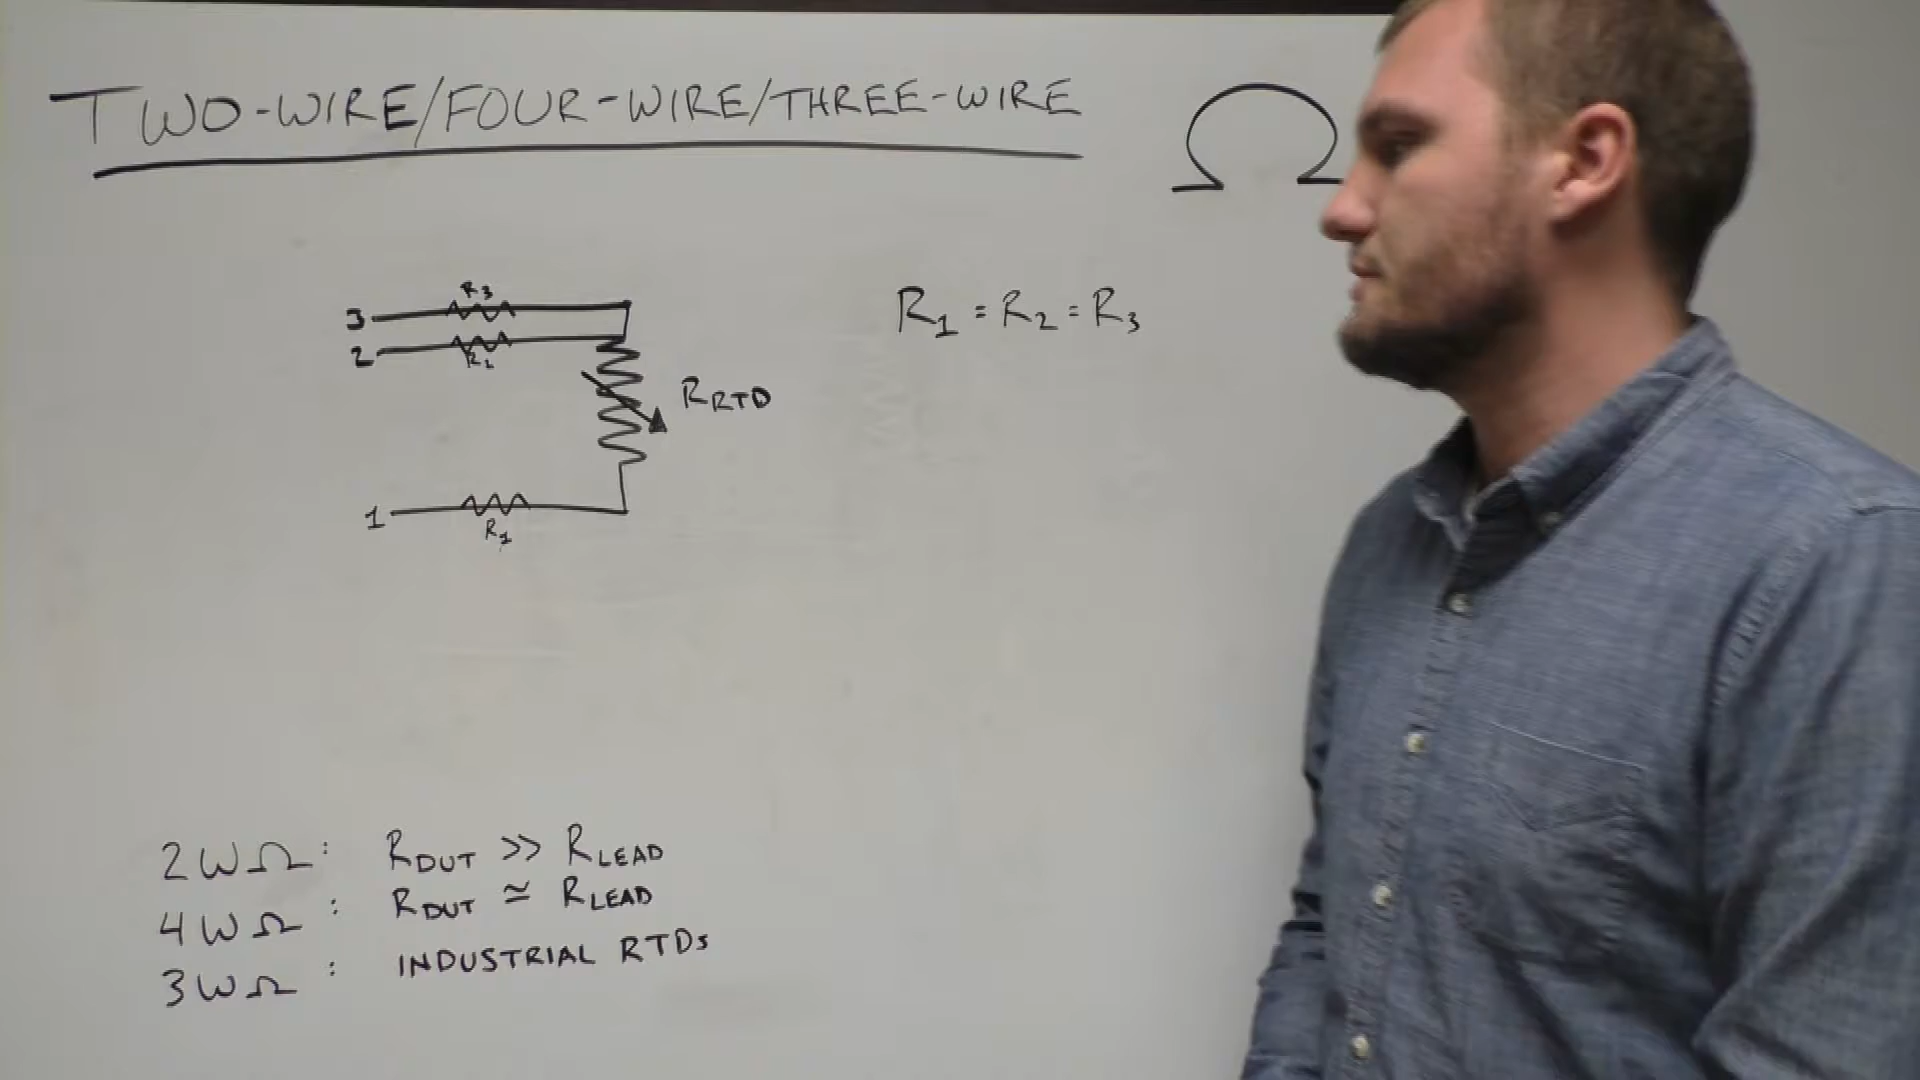 TWO-WIRE/FOUR-WIRE/THREE-WIRE
Ω
R3
3
2
R2
RRTD
1
R1
R1 = R2 = R3
2WΩ: RDUT >> RLEAD
4WΩ: RDUT ≃ RLEAD
3WΩ: INDUSTRIAL RTDs